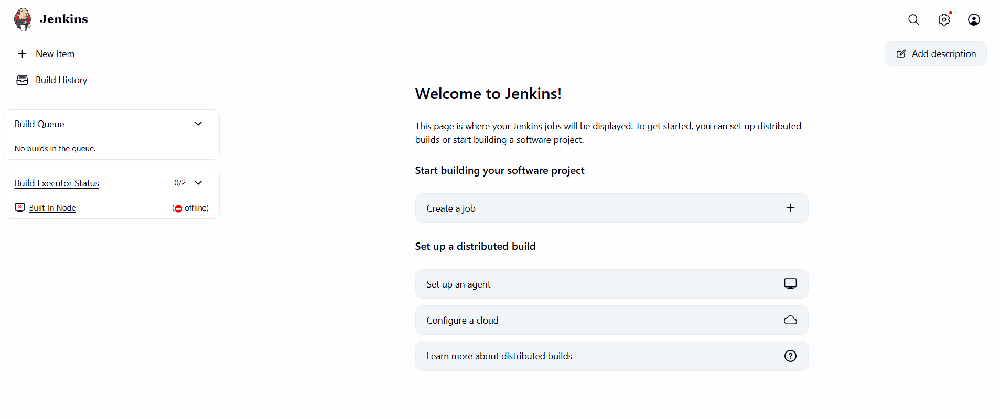 Jenkins
New Item
Build History
Add description
Build Queue
No builds in the queue.
Build Executor Status 0/2
Built-In Node (offline)
Welcome to Jenkins!
This page is where your Jenkins jobs will be displayed. To get started, you can set up distributed
builds or start building a software project.
Start building your software project
Create a job
Set up a distributed build
Set up an agent
Configure a cloud
Learn more about distributed builds